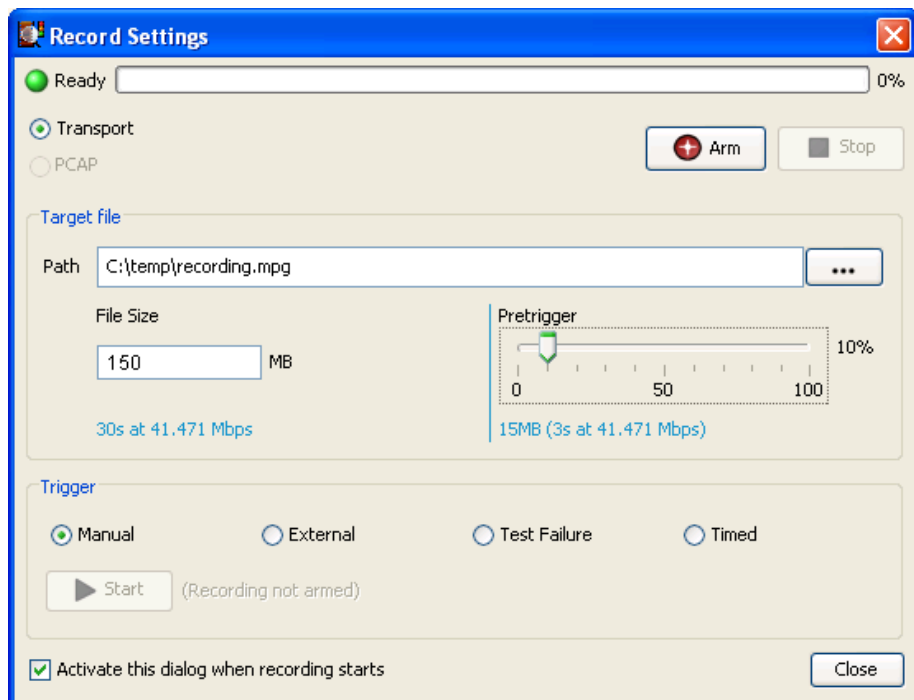 Record Settings
Ready 0%
Transport
PCAP
Arm Stop
Target file
Path C:\temp\recording.mpg ...
File Size Pretrigger
150 MB 10%
0 50 100
30s at 41.471 Mbps 15MB (3s at 41.471 Mbps)
Trigger
Manual External Test Failure Timed
Start (Recording not armed)
Activate this dialog when recording starts Close